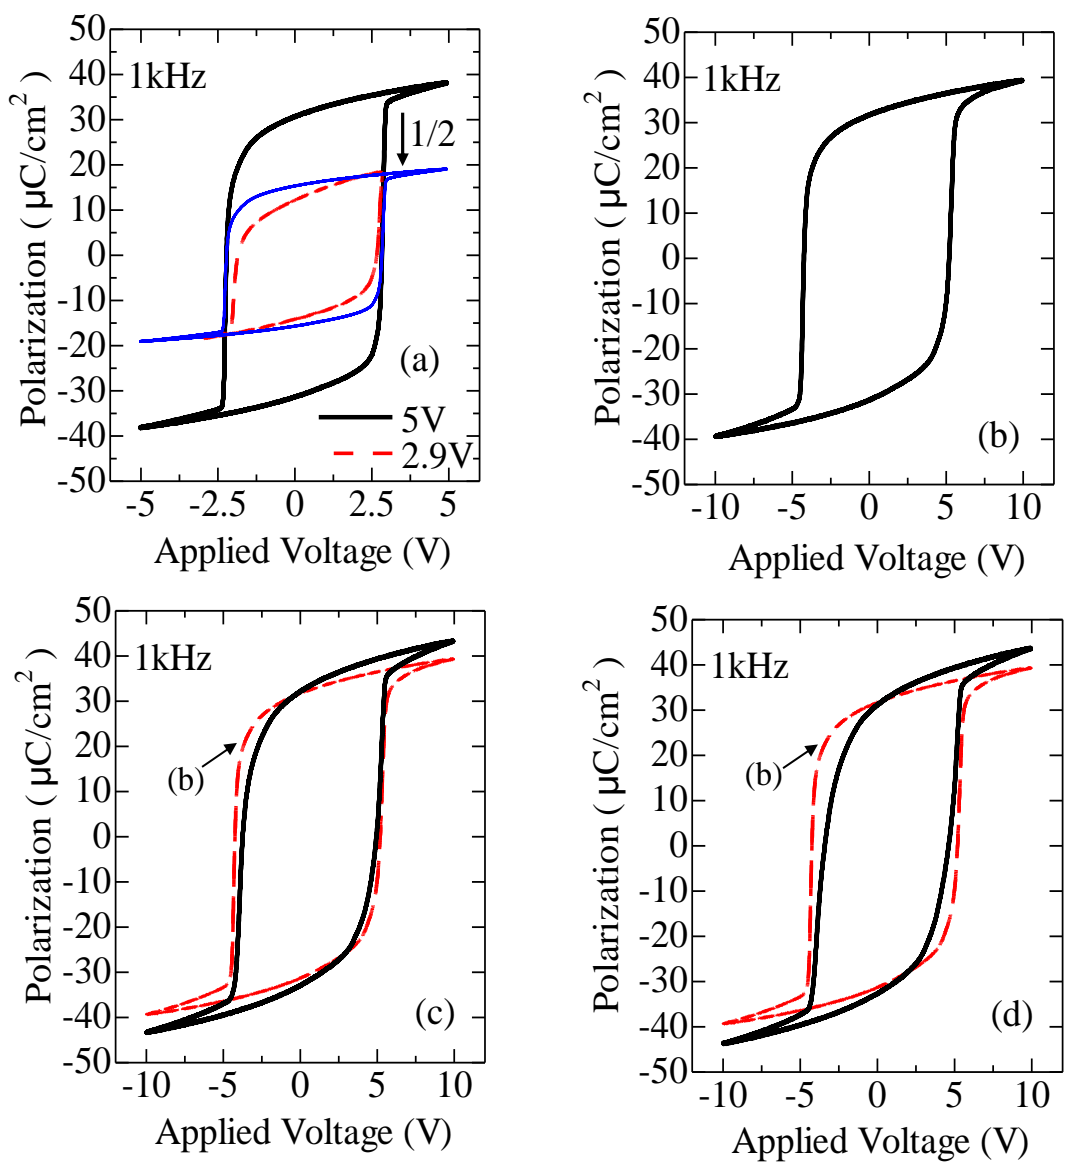 50
40
30
20
10
0
-10
-20
-30
-40
-50
Polarization ( μC/cm2 )
1kHz
1/2
(a)
5V
2.9V
-5 -2.5 0 2.5 5
Applied Voltage (V)
50
40
30
20
10
0
-10
-20
-30
-40
-50
Polarization ( μC/cm2 )
1kHz
(b)
-10 -5 0 5 10
Applied Voltage (V)
50
40
30
20
10
0
-10
-20
-30
-40
-50
Polarization ( μC/cm2 )
1kHz
(b)
(c)
-10 -5 0 5 10
Applied Voltage (V)
50
40
30
20
10
0
-10
-20
-30
-40
-50
Polarization ( μC/cm2 )
1kHz
(b)
(d)
-10 -5 0 5 10
Applied Voltage (V)